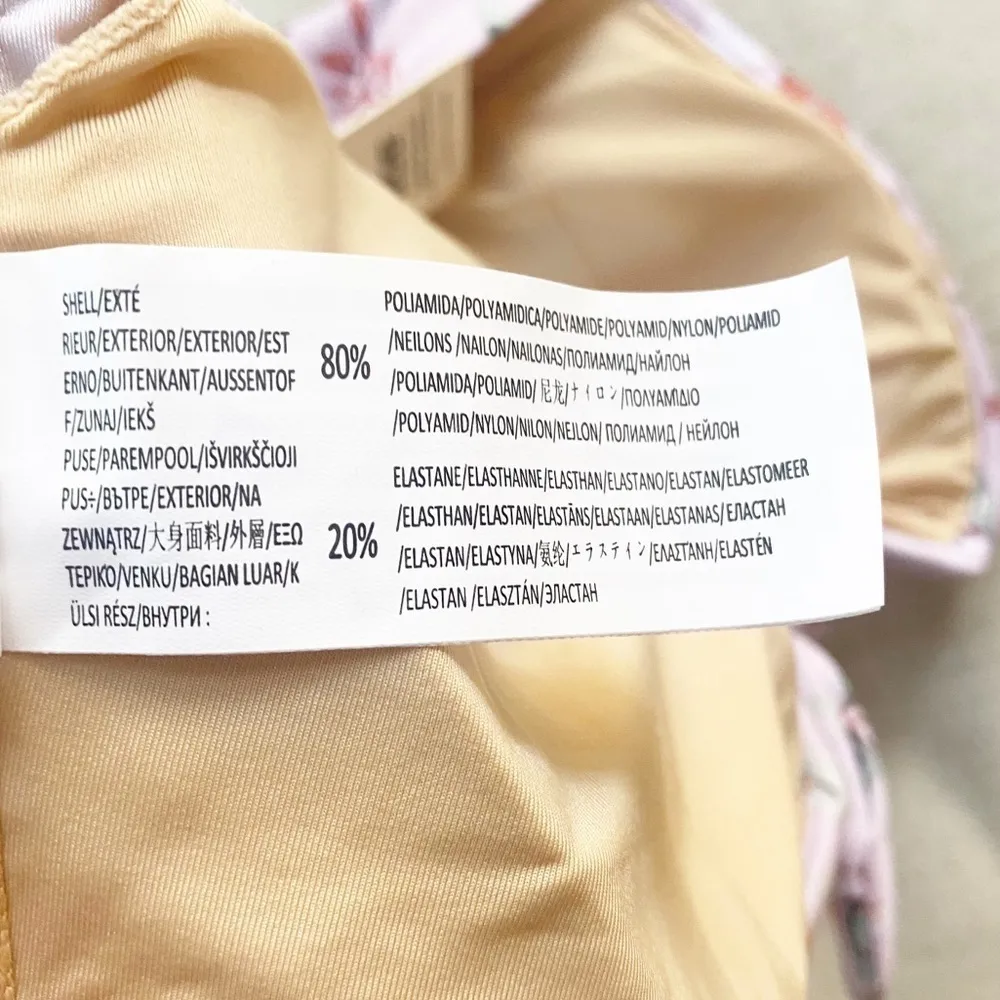 SHELL/EXTÉ
RIEUR/EXTERIOR/EXTERIOR/EST
ERNO/BUITENKANT/AUSSENTOF
F/ZUNAJ/IEKŠ
PUSE/PAREMPOOL/IŠVIRKŠČIOJI
PUS÷/ВЪТРЕ/EXTERIOR/NA
ZEWNĄTRZ/大身面料/外層/ΕΞΩ
ΤΕΡΙΚΌ/VENKU/BAGIAN LUAR/K
ÜLSI RÉSZ/ВНУТРИ :
80%
POLIAMIDA/POLYAMIDICA/POLYAMIDE/POLYAMID/NYLON/POLIAMID
/NEILONS /NAILON/NAILONAS/ПОЛИАМИД/НАЙЛОН
/POLIAMIDA/POLIAMID/尼龙/ナイロン/ΠΟΛΥΑΜΊΔΙΟ
/POLYAMID/NYLON/NILON/NEJLON/ ПОЛИАМИД / НЕЙЛОН
20%
ELASTANE/ELASTHANNE/ELASTHAN/ELASTANO/ELASTAN/ELASTOMEER
/ELASTHAN/ELASTAN/ELASTĀNS/ELASTAAN/ELASTANAS/ЕЛАСТАН
/ELASTAN/ELASTYNA/氨纶/エラスティン/ΕΛΑΣΤΆΝΗ/ELASTÉN
/ELASTAN /ELASZTÁN/ЭЛАСТАН